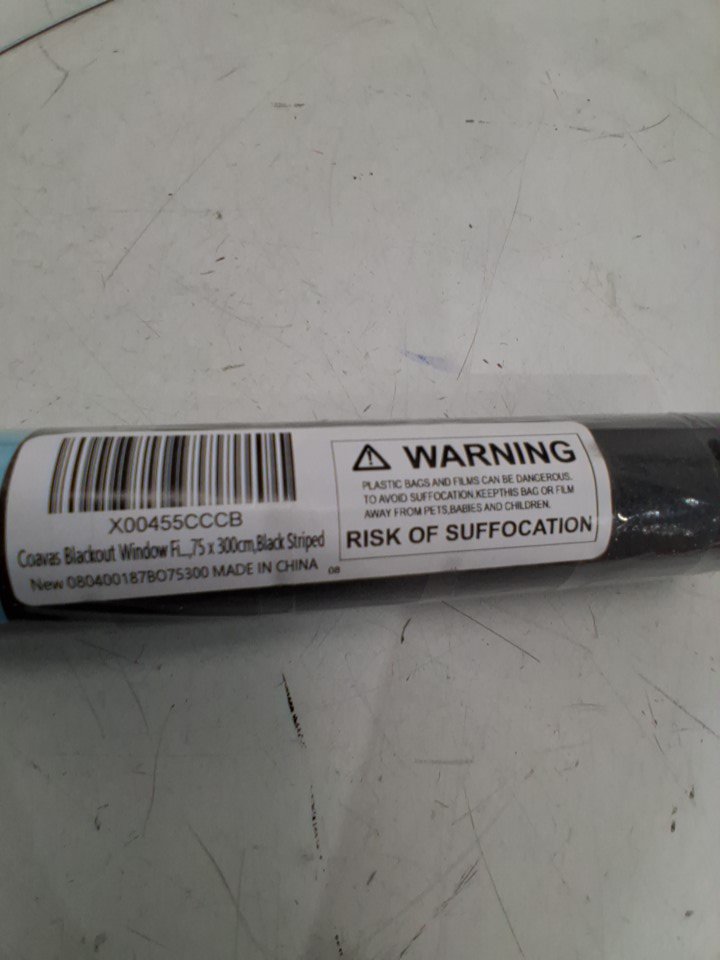 X00455CCCB
Coavas Blackout Window Fi...,75 x 300cm,Black Striped
New 080400187BO75300 MADE IN CHINA 08
WARNING
PLASTIC BAGS AND FILMS CAN BE DANGEROUS.
TO AVOID SUFFOCATION,KEEPTHIS BAG OR FILM
AWAY FROM PETS,BABIES AND CHILDREN.
RISK OF SUFFOCATION